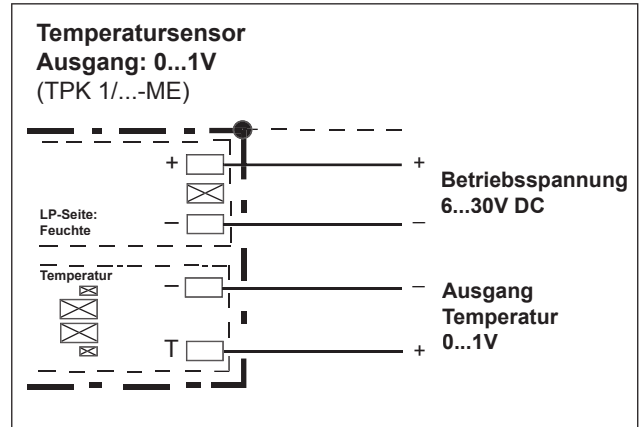 Temperatursensor
Ausgang: 0...1V
(TPK 1/...-ME)
+ +
Betriebsspannung
6...30V DC
LP-Seite:
Feuchte
– –
Temperatur
– –
Ausgang
Temperatur
0...1V
T +